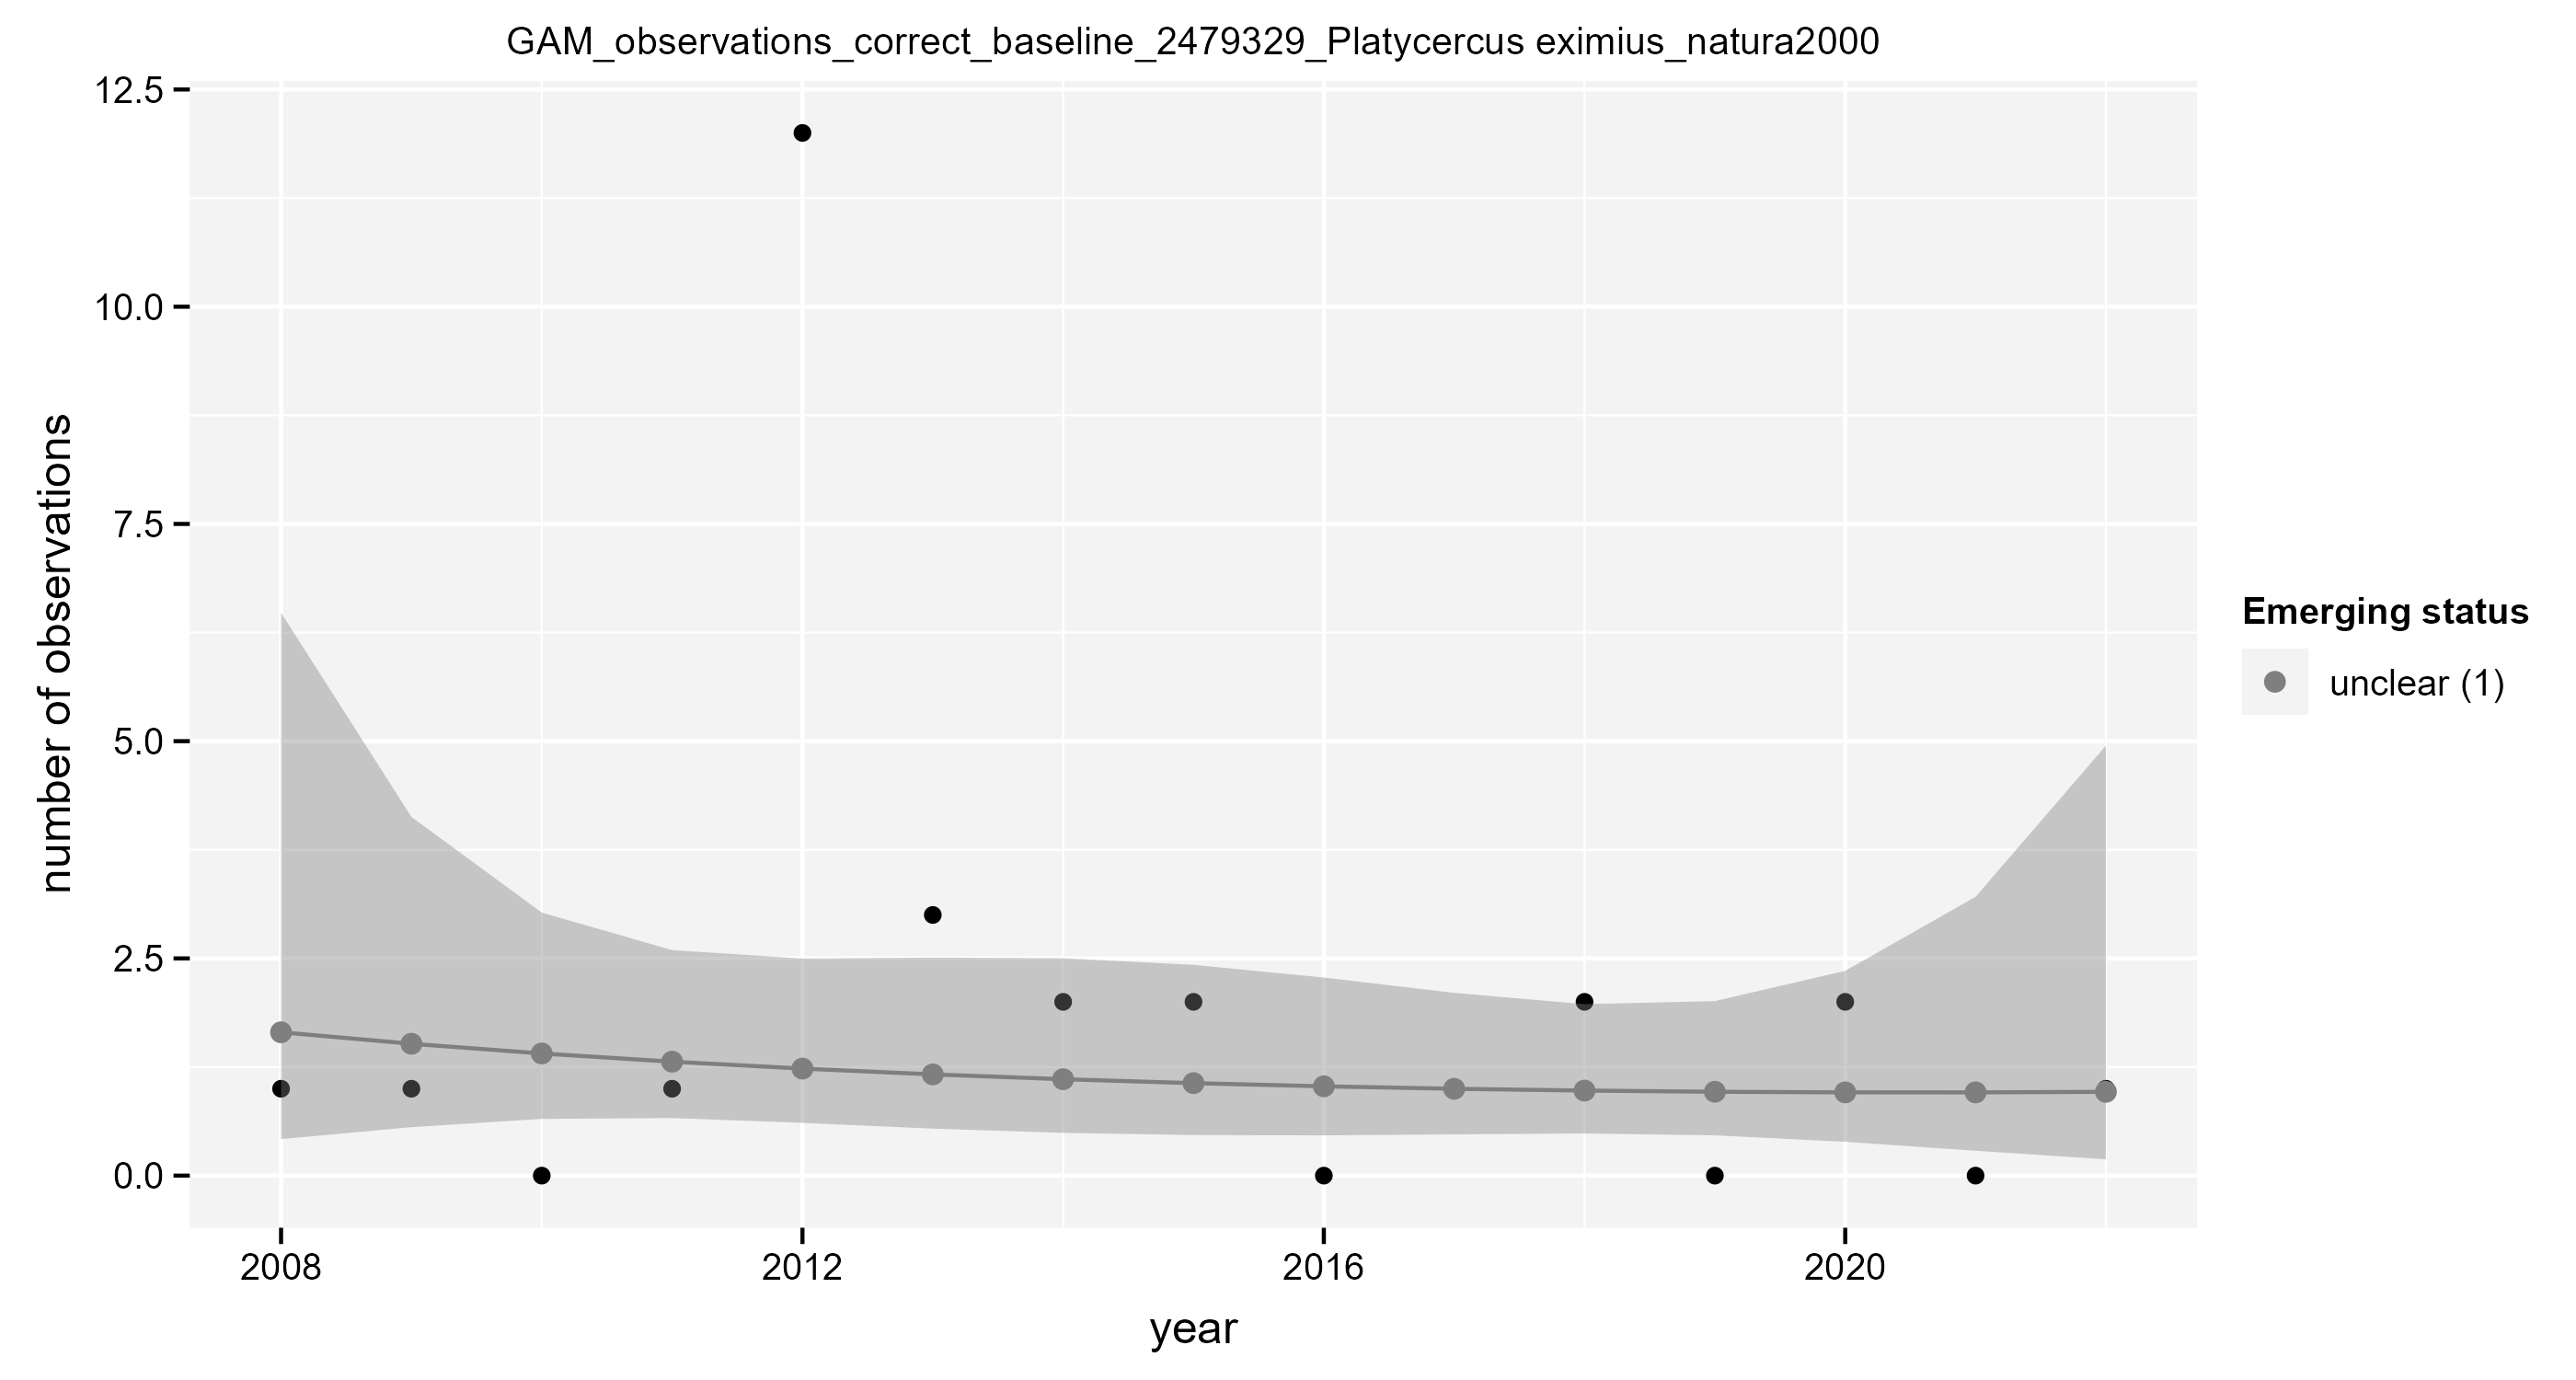 GAM_observations_correct_baseline_2479329_Platycercus eximius_natura2000
12.5
10.0
7.5
5.0
2.5
0.0
number of observations
2008
2012
2016
2020
year
Emerging status
unclear (1)